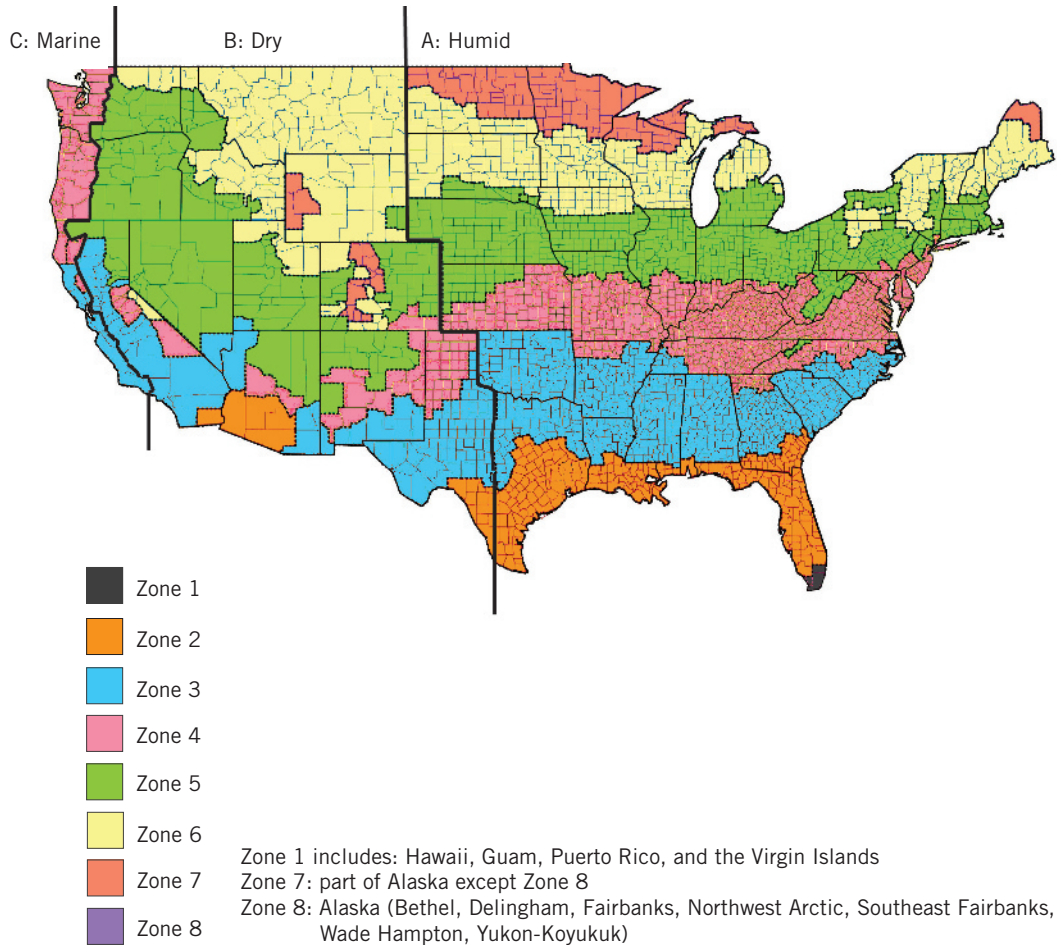 C: Marine
B: Dry
A: Humid
Zone 1
Zone 2
Zone 3
Zone 4
Zone 5
Zone 6
Zone 7
Zone 8
Zone 1 includes: Hawaii, Guam, Puerto Rico, and the Virgin Islands
Zone 7: part of Alaska except Zone 8
Zone 8: Alaska (Bethel, Delingham, Fairbanks, Northwest Arctic, Southeast Fairbanks,
Wade Hampton, Yukon-Koyukuk)